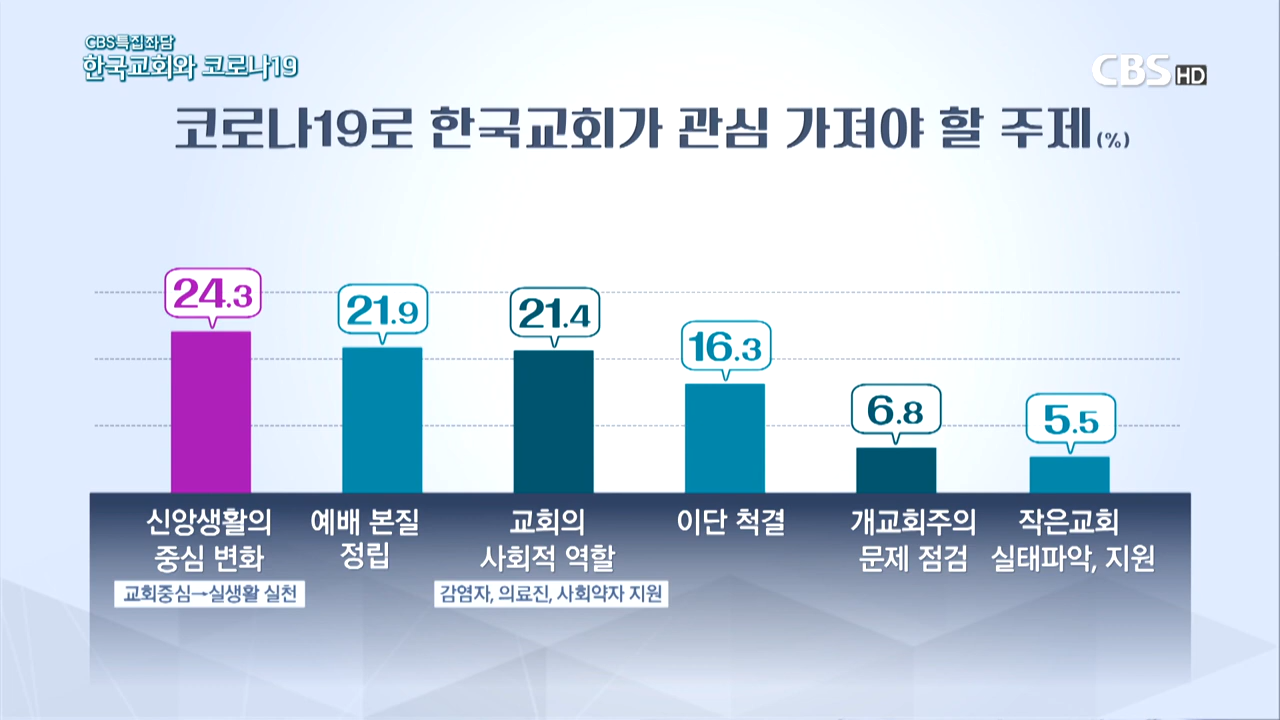 CBS특집좌담
한국교회와 코로나19
CBS HD
코로나19로 한국교회가 관심 가져야 할 주제(%)
24.3
21.9
21.4
16.3
6.8
5.5
신앙생활의
중심 변화
교회중심→실생활 실천
예배 본질
정립
교회의
사회적 역할
감염자, 의료진, 사회약자 지원
이단 척결
개교회주의
문제 점검
작은교회
실태파악, 지원